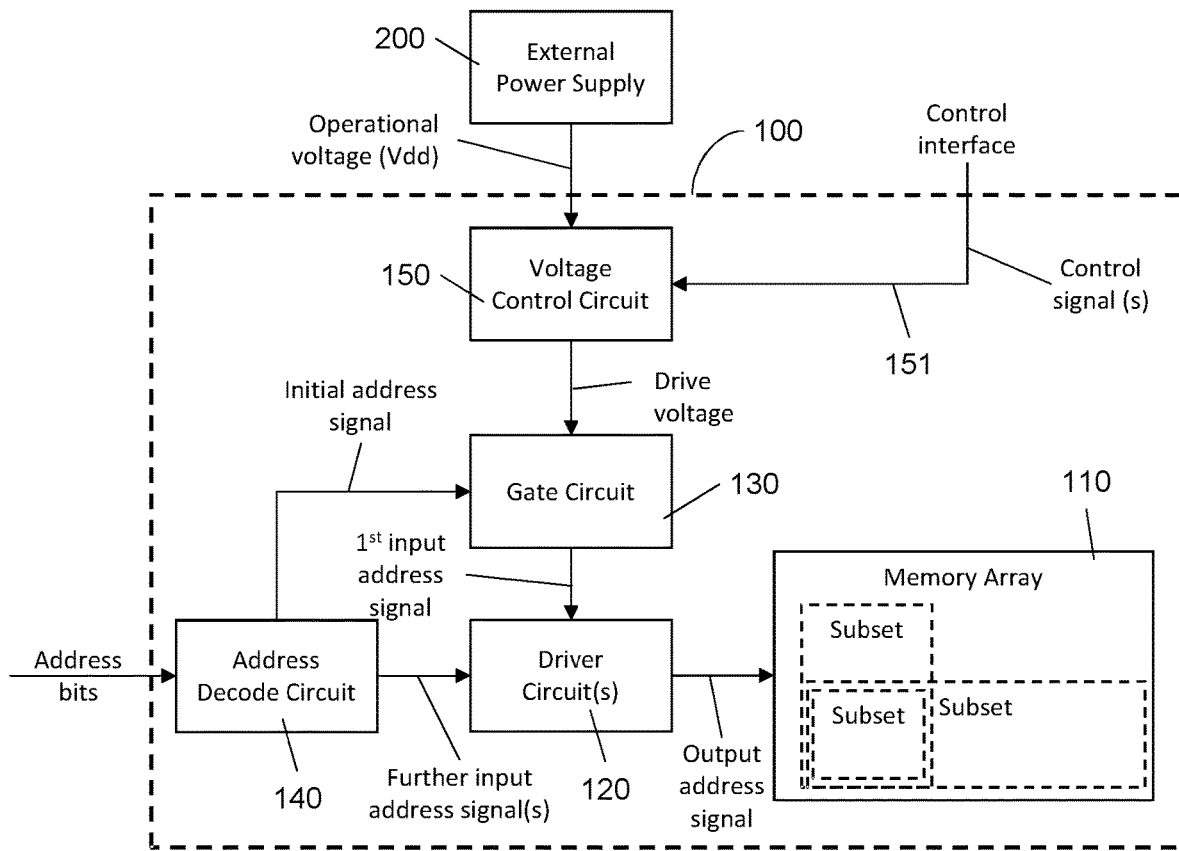 200
External
Power Supply
Operational
voltage (Vdd)
100
Control
interface
150
Voltage
Control Circuit
Control
signal (s)
151
Initial address
signal
Drive
voltage
Gate Circuit
130
110
1st input
address
signal
Memory Array
Subset
Address
bits
Address
Decode Circuit
Driver
Circuit(s)
Subset
Subset
140
Further input
address signal(s)
120
Output
address
signal